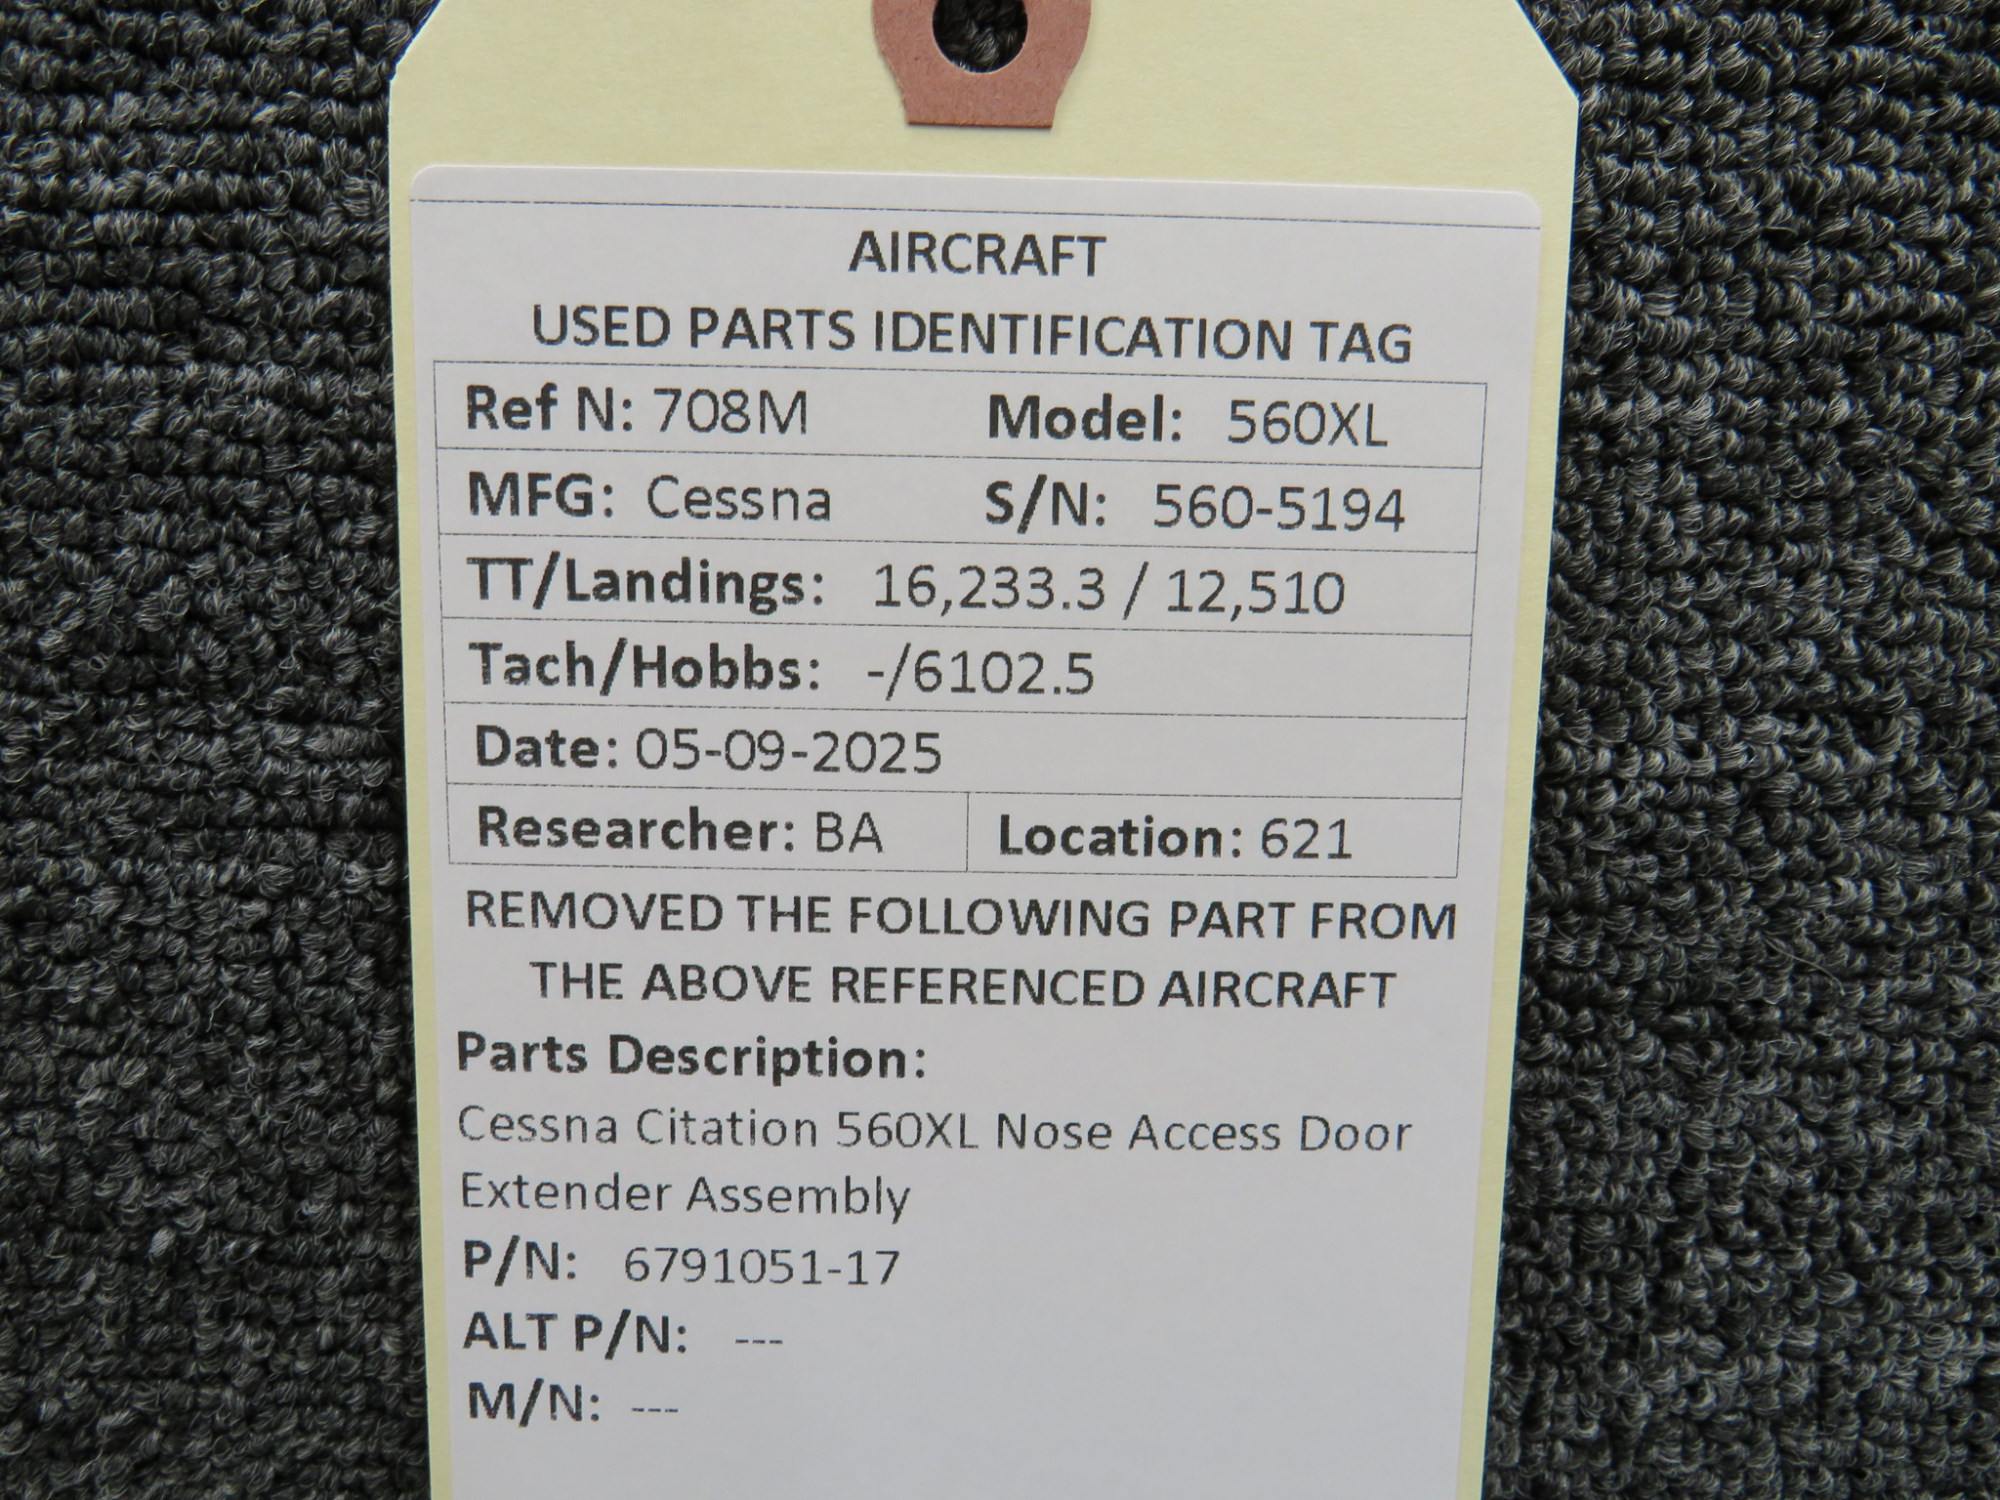 AIRCRAFT
USED PARTS IDENTIFICATION TAG
Ref N: 708M Model: 560XL
MFG: Cessna S/N: 560-5194
TT/Landings: 16,233.3 / 12,510
Tach/Hobbs: -/6102.5
Date: 05-09-2025
Researcher: BA Location: 621
REMOVED THE FOLLOWING PART FROM
THE ABOVE REFERENCED AIRCRAFT
Parts Description:
Cessna Citation 560XL Nose Access Door
Extender Assembly
P/N: 6791051-17
ALT P/N: ---
M/N: ---